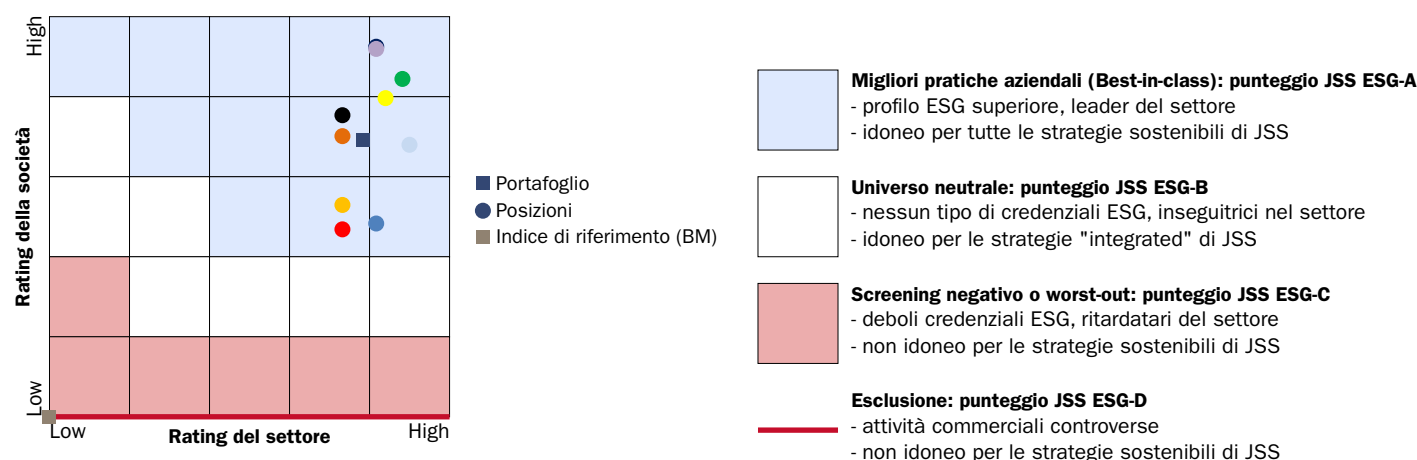 High
Rating della società
Low
Low
Rating del settore
High
Portafoglio
Posizioni
Indice di riferimento (BM)
Migliori pratiche aziendali (Best-in-class): punteggio JSS ESG-A
- profilo ESG superiore, leader del settore
- idoneo per tutte le strategie sostenibili di JSS
Universo neutrale: punteggio JSS ESG-B
- nessun tipo di credenziali ESG, inseguitrici nel settore
- idoneo per le strategie "integrated" di JSS
Screening negativo o worst-out: punteggio JSS ESG-C
- deboli credenziali ESG, ritardatari del settore
- non idoneo per le strategie sostenibili di JSS
Esclusione: punteggio JSS ESG-D
- attività commerciali controverse
- non idoneo per le strategie sostenibili di JSS